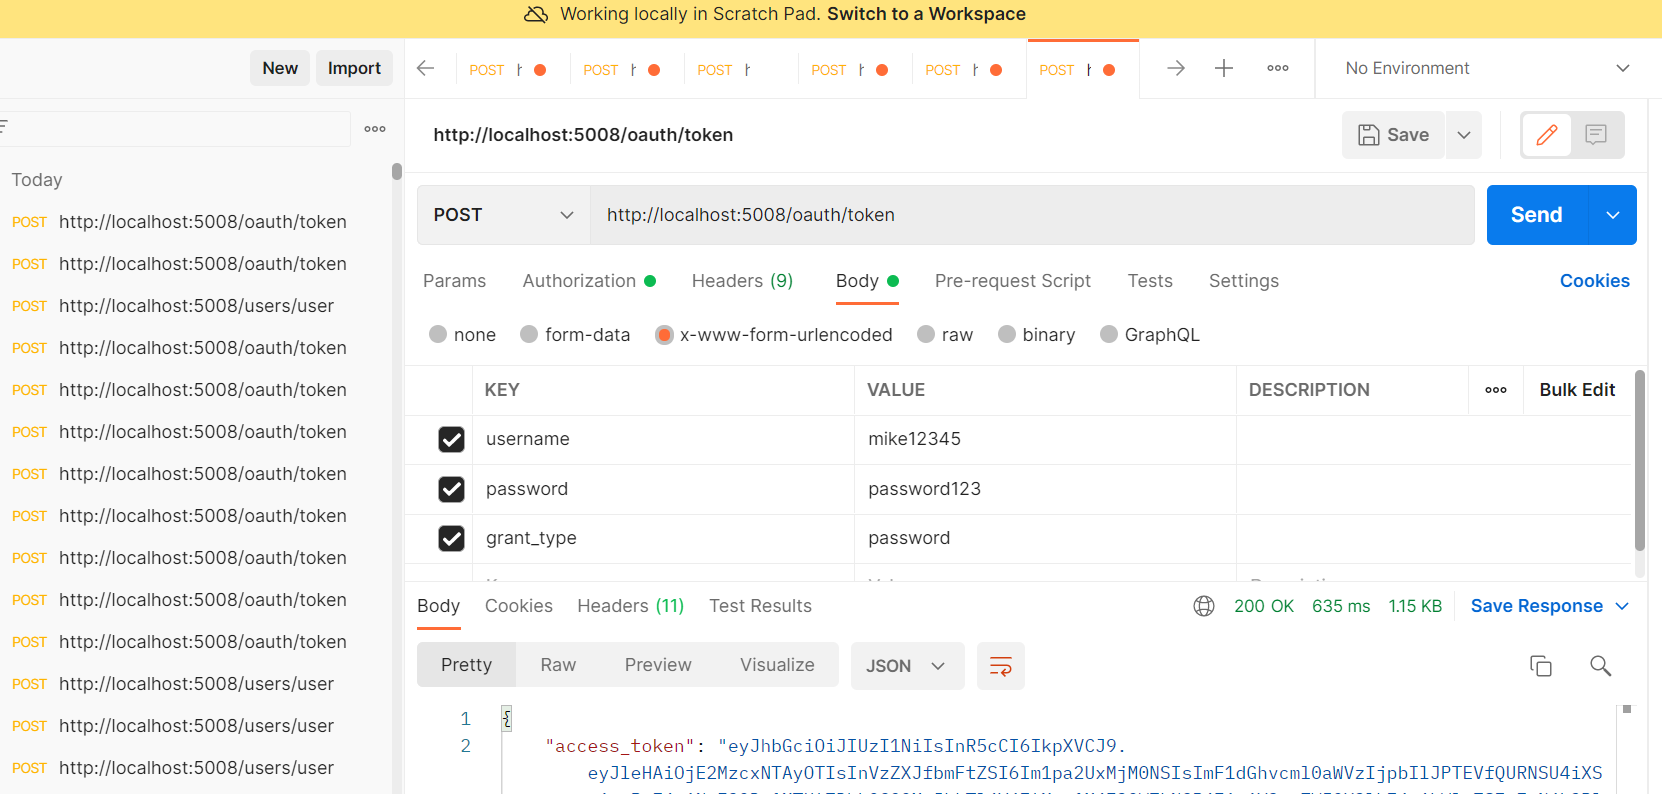 Working locally in Scratch Pad. Switch to a Workspace
New Import
POST h POST h POST h POST h POST h POST h
No Environment
http://localhost:5008/oauth/token
Save
Today
POST http://localhost:5008/oauth/token
POST http://localhost:5008/oauth/token
POST http://localhost:5008/users/user
POST http://localhost:5008/oauth/token
POST http://localhost:5008/oauth/token
POST http://localhost:5008/oauth/token
POST http://localhost:5008/oauth/token
POST http://localhost:5008/oauth/token
POST http://localhost:5008/oauth/token
POST http://localhost:5008/oauth/token
POST http://localhost:5008/oauth/token
POST http://localhost:5008/users/user
POST http://localhost:5008/users/user
POST http://localhost:5008/users/user
POST http://localhost:5008/oauth/token Send
Params Authorization Headers (9) Body Pre-request Script Tests Settings Cookies
none form-data x-www-form-urlencoded raw binary GraphQL
KEY VALUE DESCRIPTION Bulk Edit
username mike12345
password password123
grant_type password
Body Cookies Headers (11) Test Results 200 OK 635 ms 1.15 KB Save Response
Pretty Raw Preview Visualize JSON
1 {
2 "access_token": "eyJhbGciOiJIUzI1NiIsInR5cCI6IkpXVCJ9.
eyJleHAiOjE2MzcxNTAyOTIsInVzZXJfbmFtZSI6Im1pa2UxMjM0NSIsImF1dGhvcml0aWVzIjpbIlJPTEVfQURNSU4iXS